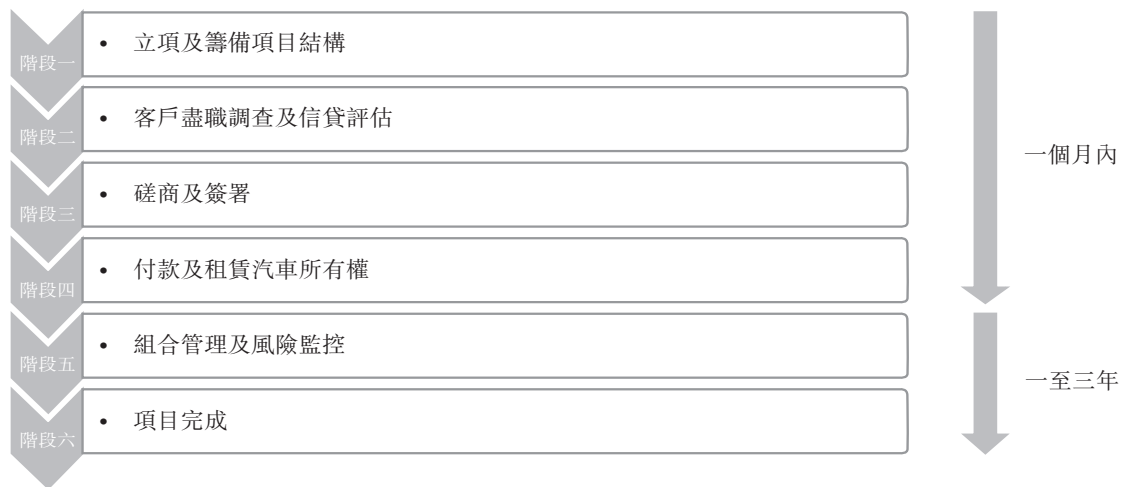 階段一
• 立項及籌備項目結構
階段二
• 客戶盡職調查及信貸評估
階段三
• 磋商及簽署
階段四
• 付款及租賃汽車所有權
一個月內
階段五
• 組合管理及風險監控
階段六
• 項目完成
一至三年